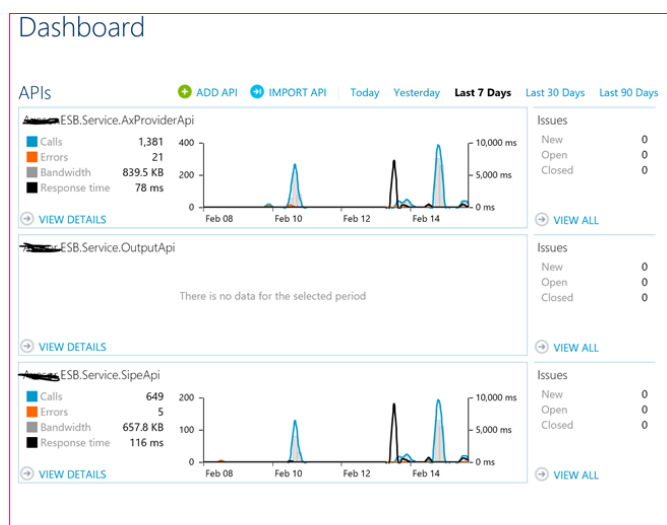 Dashboard
APIs
ADD API
IMPORT API
Today
Yesterday
Last 7 Days
Last 30 Days
Last 90 Days
.ESB.Service.AxProviderApi
Calls 1,381
Errors 21
Bandwidth 839.5 KB
Response time 78 ms
400
200
0
10,000 ms
5,000 ms
0 ms
Feb 08
Feb 10
Feb 12
Feb 14
VIEW DETAILS
Issues
New 0
Open 0
Closed 0
VIEW ALL
.ESB.Service.OutputApi
There is no data for the selected period
VIEW DETAILS
Issues
New 0
Open 0
Closed 0
VIEW ALL
.ESB.Service.SipeApi
Calls 649
Errors 5
Bandwidth 657.8 KB
Response time 116 ms
200
100
0
10,000 ms
5,000 ms
0 ms
Feb 08
Feb 10
Feb 12
Feb 14
VIEW DETAILS
Issues
New 0
Open 0
Closed 0
VIEW ALL